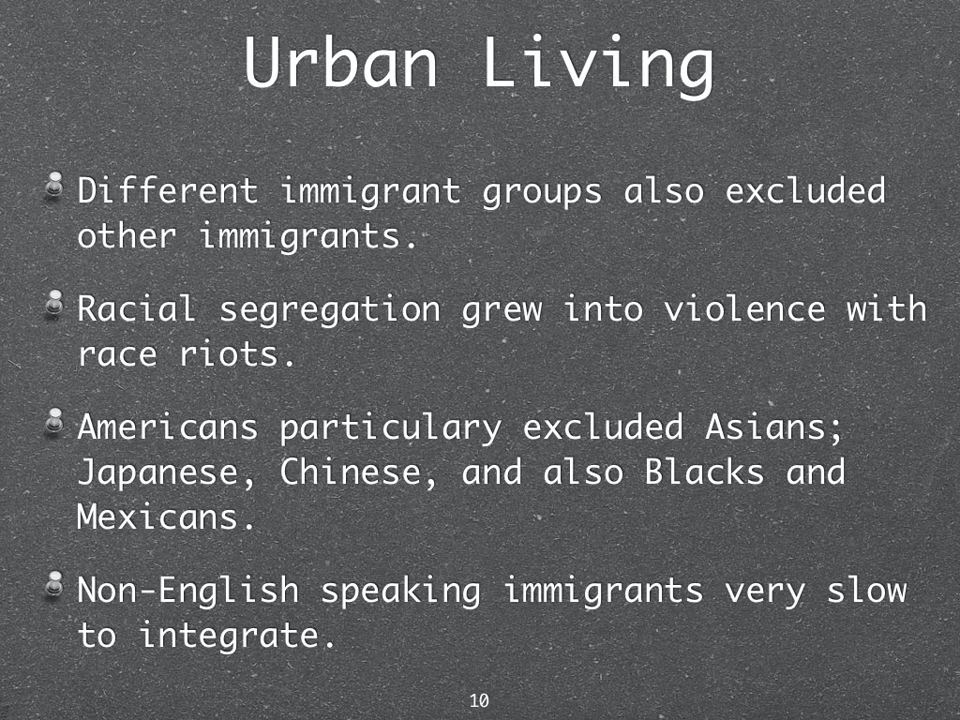 Urban Living
Different immigrant groups also excluded
other immigrants.
Racial segregation grew into violence with
race riots.
Americans particulary excluded Asians;
Japanese, Chinese, and also Blacks and
Mexicans.
Non-English speaking immigrants very slow
to integrate.
10